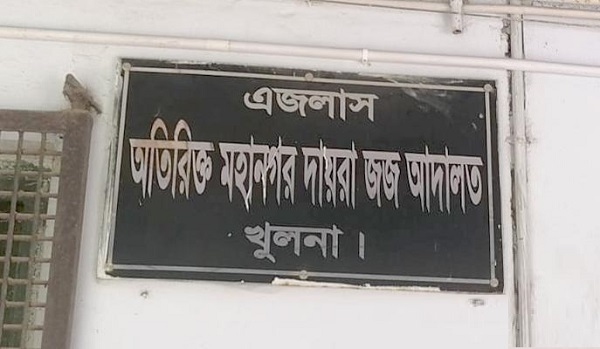 এজলাস
অতিরিক্ত মহানগর দায়রা জজ আদালত
খুলনা।